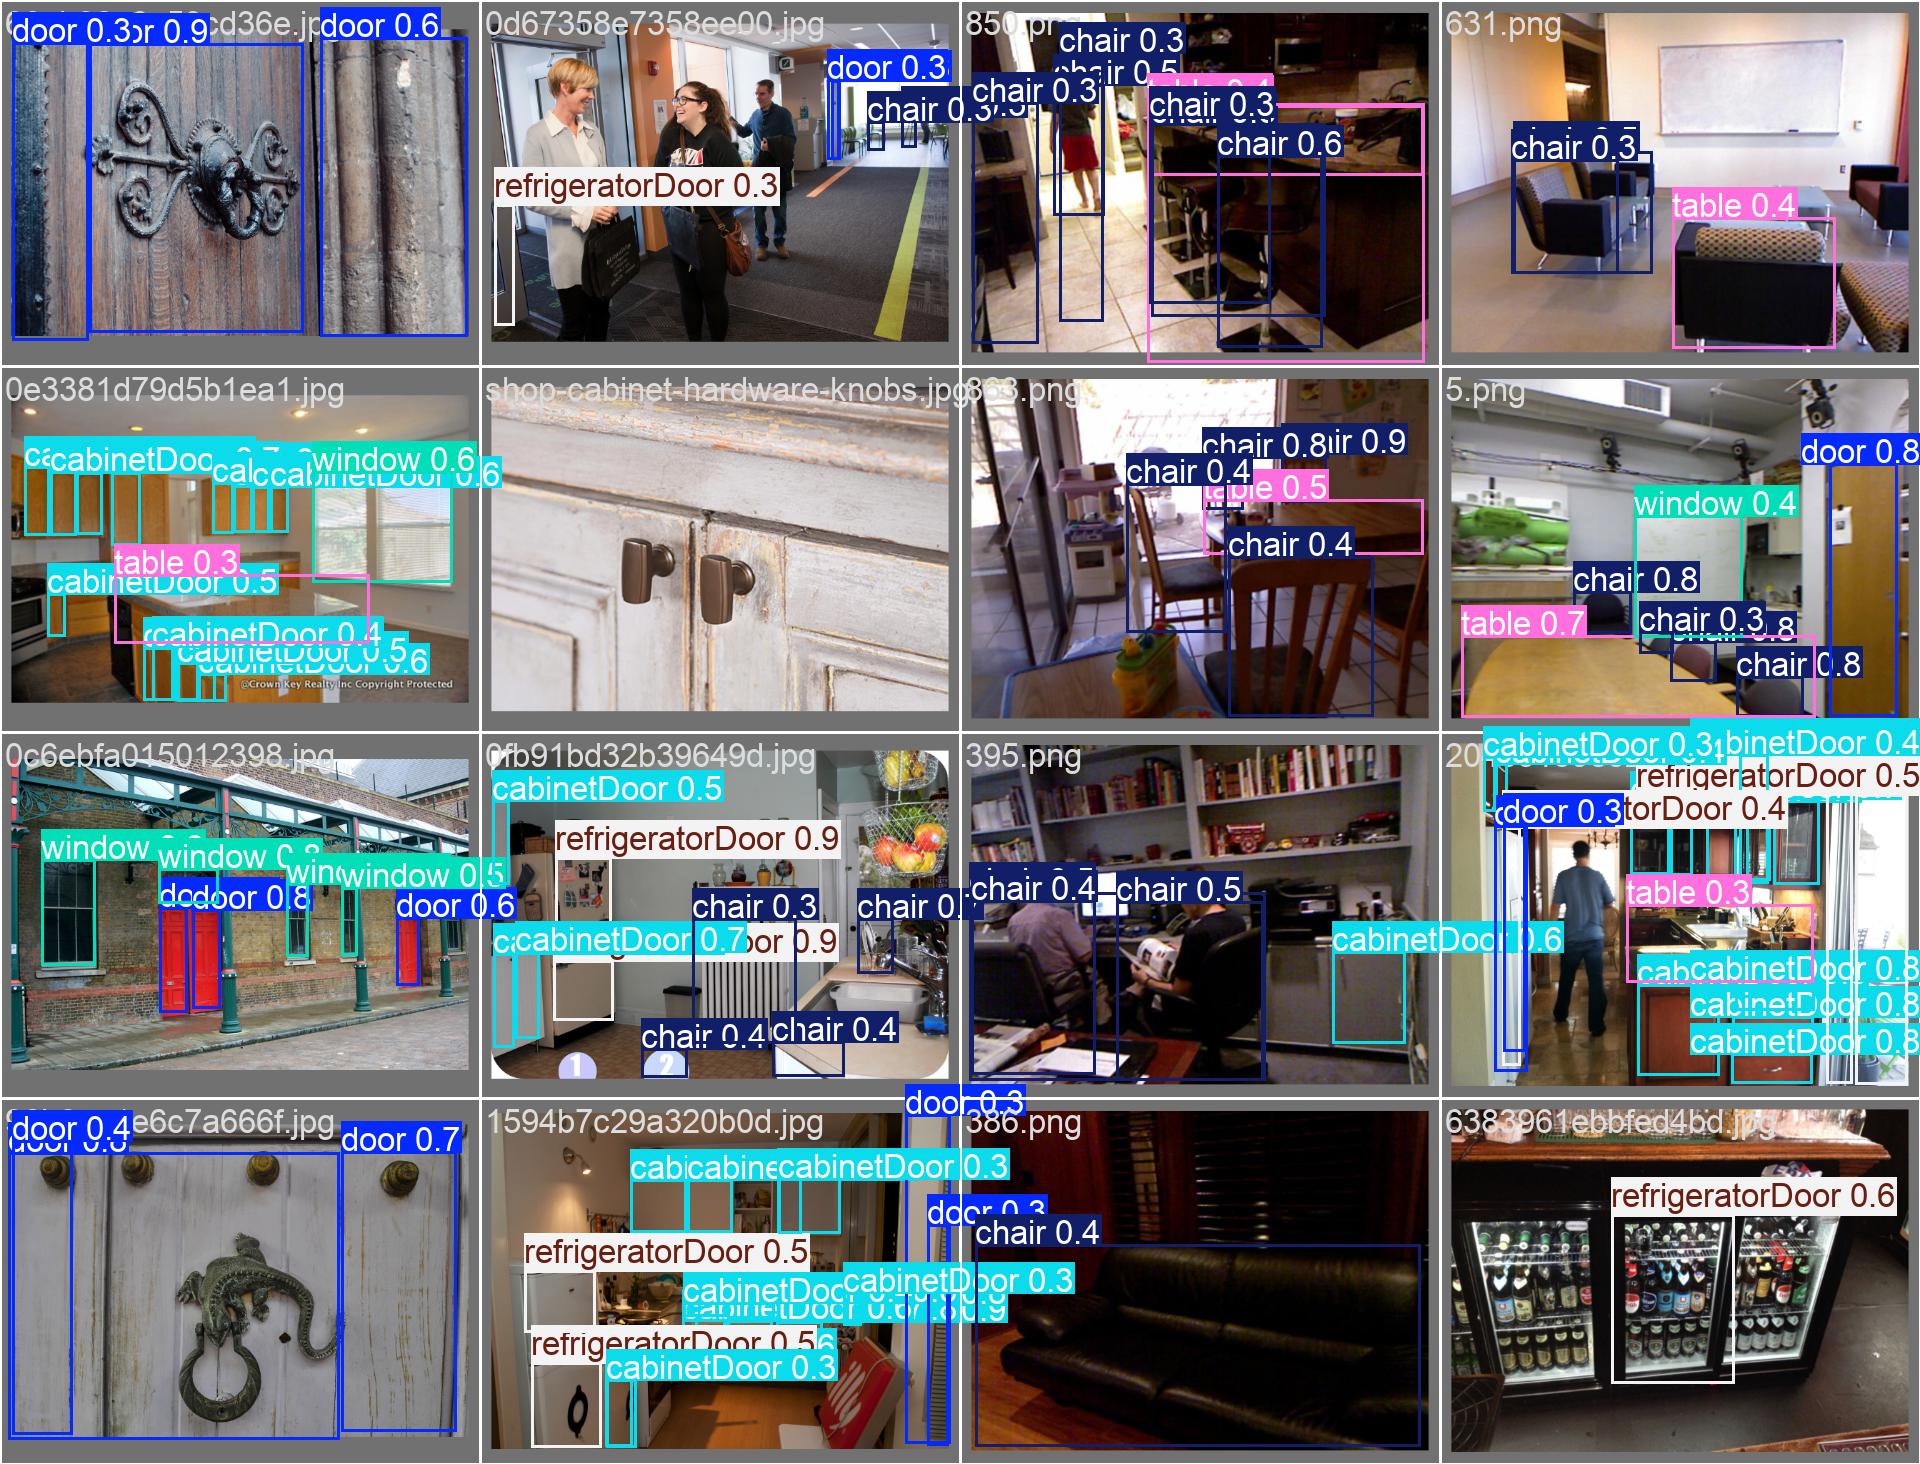 door 0.3
or 0.9
cd36e.jp
door 0.6
0d67358e7358ee00.jpg
door 0.3
chair 0.3
refrigeratorDoor 0.3
850.png
chair 0.3
chair 0.5
chair 0.3
chair 0.3
chair 0.6
631.png
chair 0.3
table 0.4
0e3381d79d5b1ea1.jpg
cabinetDoo
window 0.6
table 0.3
cabinetDoor 0.5
cabinetDoor 0.4
cabinetDoor 0.5
cabinetDoor 0.6
@Crown Key Realty Inc Copyright Protected
shop-cabinet-hardware-knobs.jpg
863.png
chair 0.8
air 0.9
chair 0.4
table 0.5
chair 0.4
5.png
door 0.8
window 0.4
chair 0.8
chair 0.3
table 0.7
chair 0.8
0c6ebfa015012398.jpg
window
window 0.8
window 0.5
door 0.8
door 0.6
0fb91bd32b39649d.jpg
cabinetDoor 0.5
refrigeratorDoor 0.9
chair 0.3
chair 0.
cabinetDoor 0.7
oor 0.9
chair 0.4
chair 0.4
1
2
395.png
chair 0.4
chair 0.5
cabinetDoor 0.6
20
cabinetDoor 0.3
binetDoor 0.4
refrigeratorDoor 0.5
door 0.3
torDoor 0.4
table 0.3
cabinetDoor 0.8
cabinetDoor 0.8
cabinetDoor 0.8
door 0.4
e6c7a666f.jpg
door 0.7
1594b7c29a320b0d.jpg
door 0.3
cabi
cabine
cabinetDoor 0.3
door 0.3
refrigeratorDoor 0.5
cabinetDoo
cabinetDoor 0.3
refrigeratorDoor 0.5
cabinetDoor 0.3
386.png
chair 0.4
6383961ebbfed4bd.jpg
refrigeratorDoor 0.6